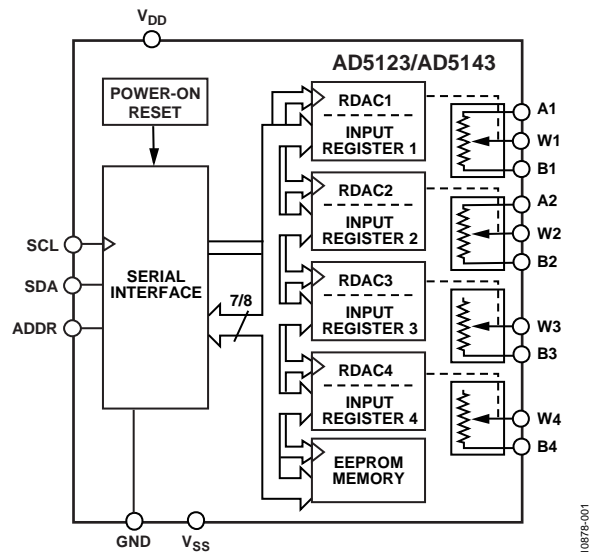 VDD
AD5123/AD5143
POWER-ON
RESET
RDAC1
INPUT
REGISTER 1
A1
W1
B1
RDAC2
INPUT
REGISTER 2
A2
W2
B2
SCL
SDA
ADDR
SERIAL
INTERFACE
7/8
RDAC3
INPUT
REGISTER 3
W3
B3
RDAC4
INPUT
REGISTER 4
W4
B4
EEPROM
MEMORY
GND
VSS
10878-001